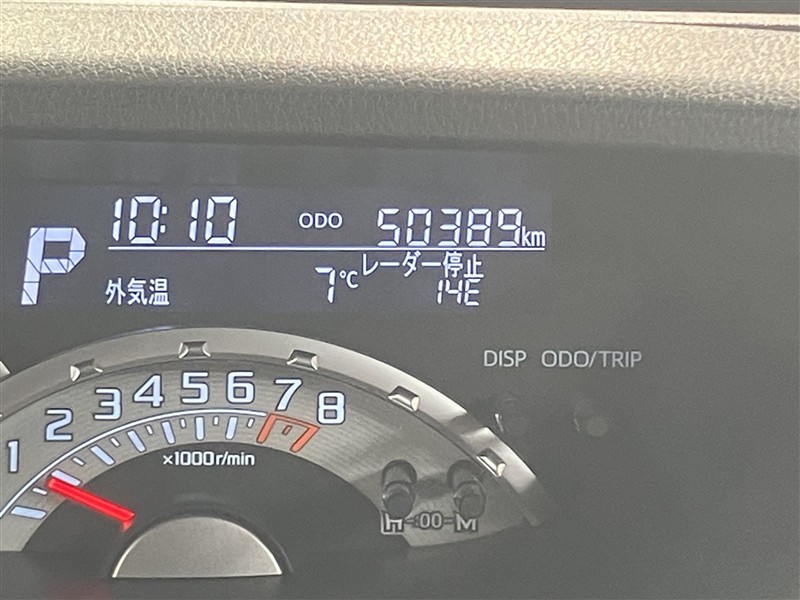 10:10 ODO 50389km
P
外気温 7℃ レーダー停止
14E
DISP ODO/TRIP
1 2 3 4 5 6 7 8
×1000r/min
H -:00- M